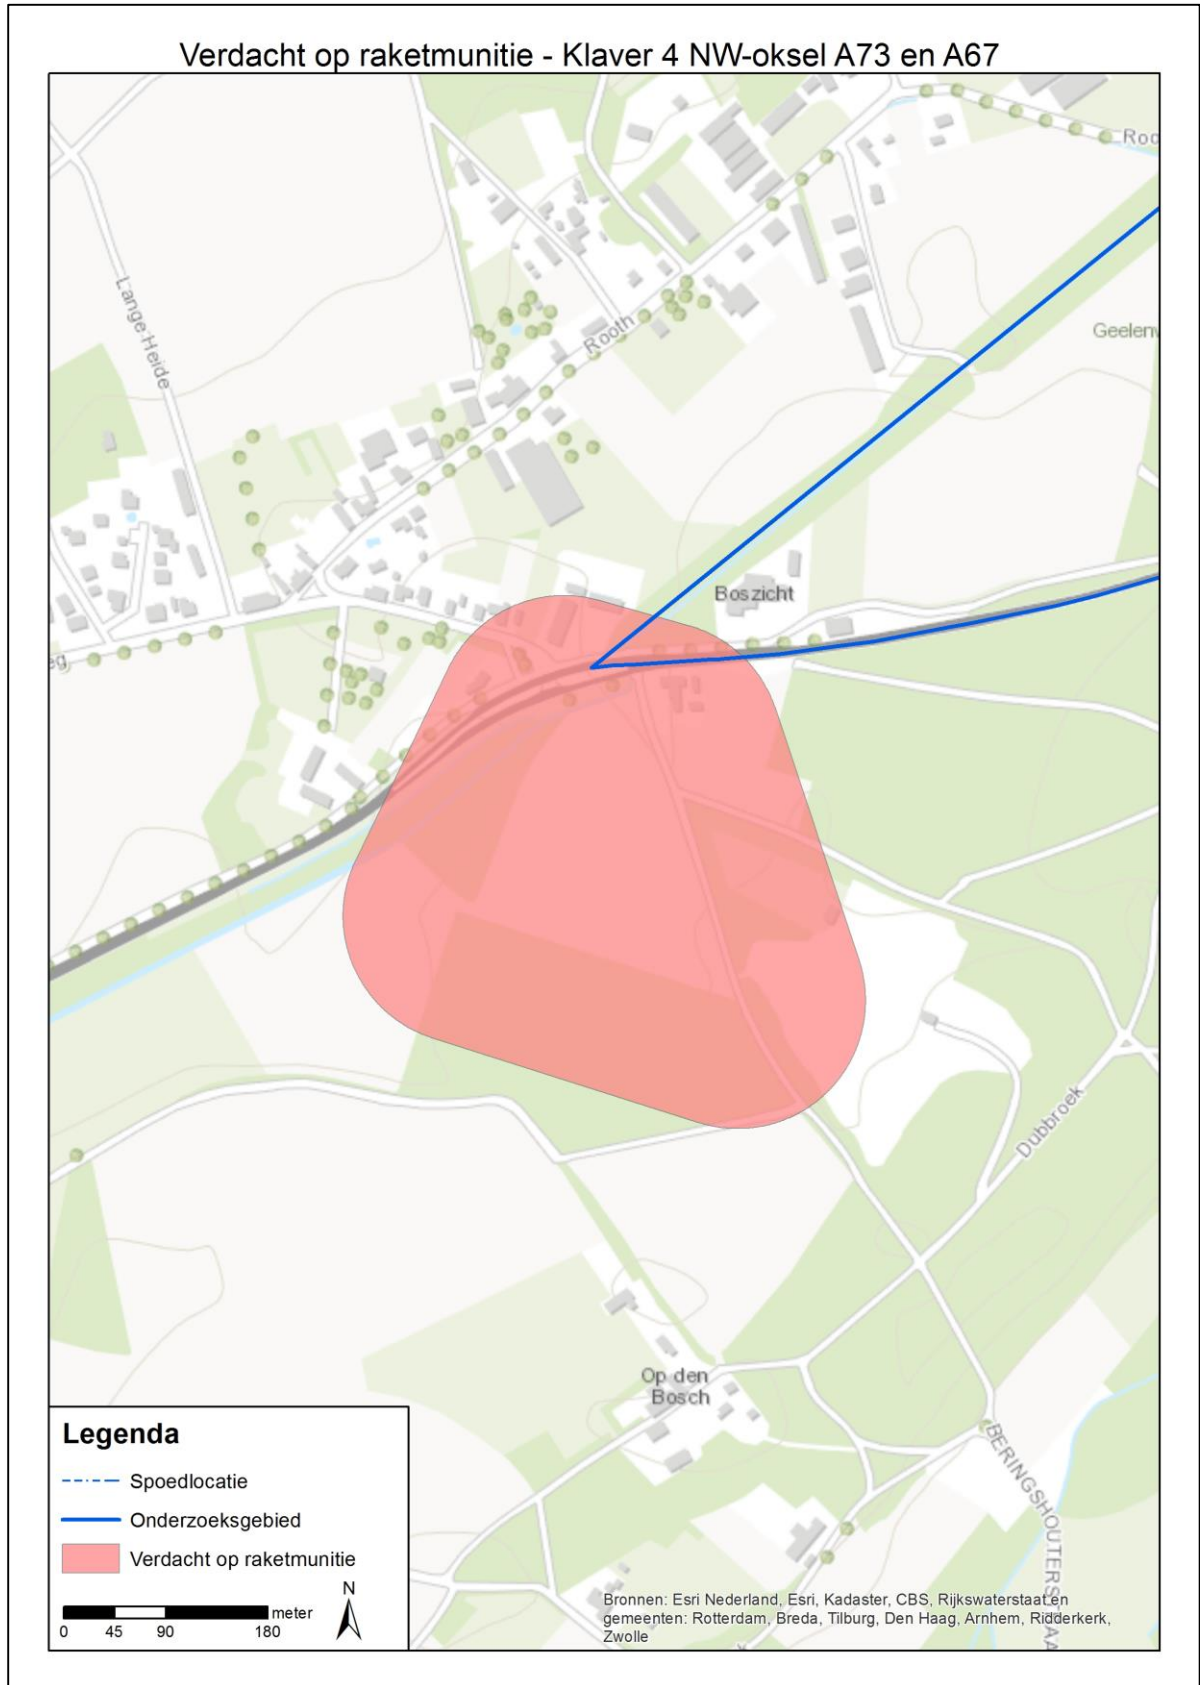 Verdacht op raketmunitie - Klaver 4 NW-oksel A73 en A67
Roo
Lange Heide
Rooth
Geelenv
Boszicht
eg
Dubbroek
Op den
Bosch
Legenda
Spoedlocatie
Onderzoeksgebied
Verdacht op raketmunitie
N
meter
0 45 90 180
Bronnen: Esri Nederland, Esri, Kadaster, CBS, Rijkswaterstaat en
gemeenten: Rotterdam, Breda, Tilburg, Den Haag, Arnhem, Ridderkerk,
Zwolle